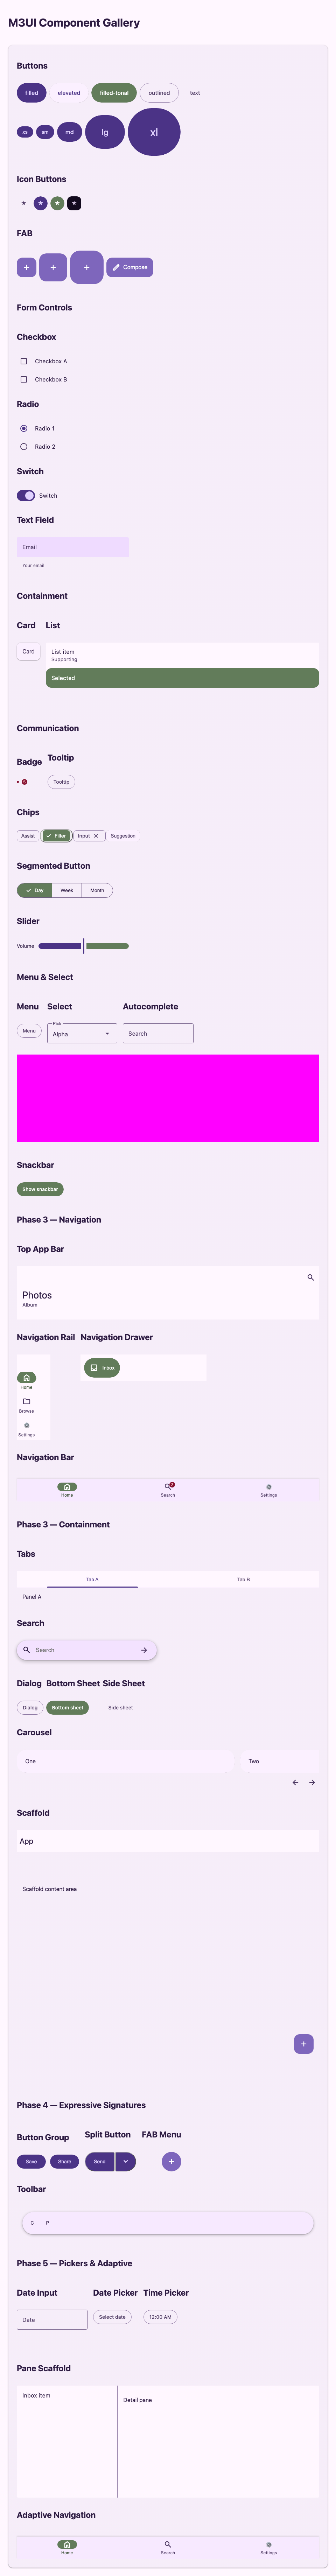 M3UI Component Gallery
Buttons
filled elevated filled-tonal outlined text
xs sm md lg xl
Icon Buttons
FAB
Compose
Form Controls
Checkbox
Checkbox A
Checkbox B
Radio
Radio 1
Radio 2
Switch
Switch
Text Field
Email
Your email
Containment
Card List
Card
List item
Supporting
Selected
Communication
Badge Tooltip
Tooltip
Chips
Assist Filter Input Suggestion
Segmented Button
Day Week Month
Slider
Volume
Menu & Select
Menu Select Autocomplete
Menu
Pick
Alpha
Search
Snackbar
Show snackbar
Phase 3 — Navigation
Top App Bar
Photos
Album
Navigation Rail Navigation Drawer
Home
Browse
Settings
Inbox
Navigation Bar
Home Search Settings
Phase 3 — Containment
Tabs
Tab A Tab B
Panel A
Search
Search
Dialog Bottom Sheet Side Sheet
Dialog Bottom sheet Side sheet
Carousel
One Two
Scaffold
App
Scaffold content area
Phase 4 — Expressive Signatures
Button Group Split Button FAB Menu
Save Share Send
Toolbar
C P
Phase 5 — Pickers & Adaptive
Date Input Date Picker Time Picker
Date Select date 12:00 AM
Pane Scaffold
Inbox item
Detail pane
Adaptive Navigation
Home Search Settings